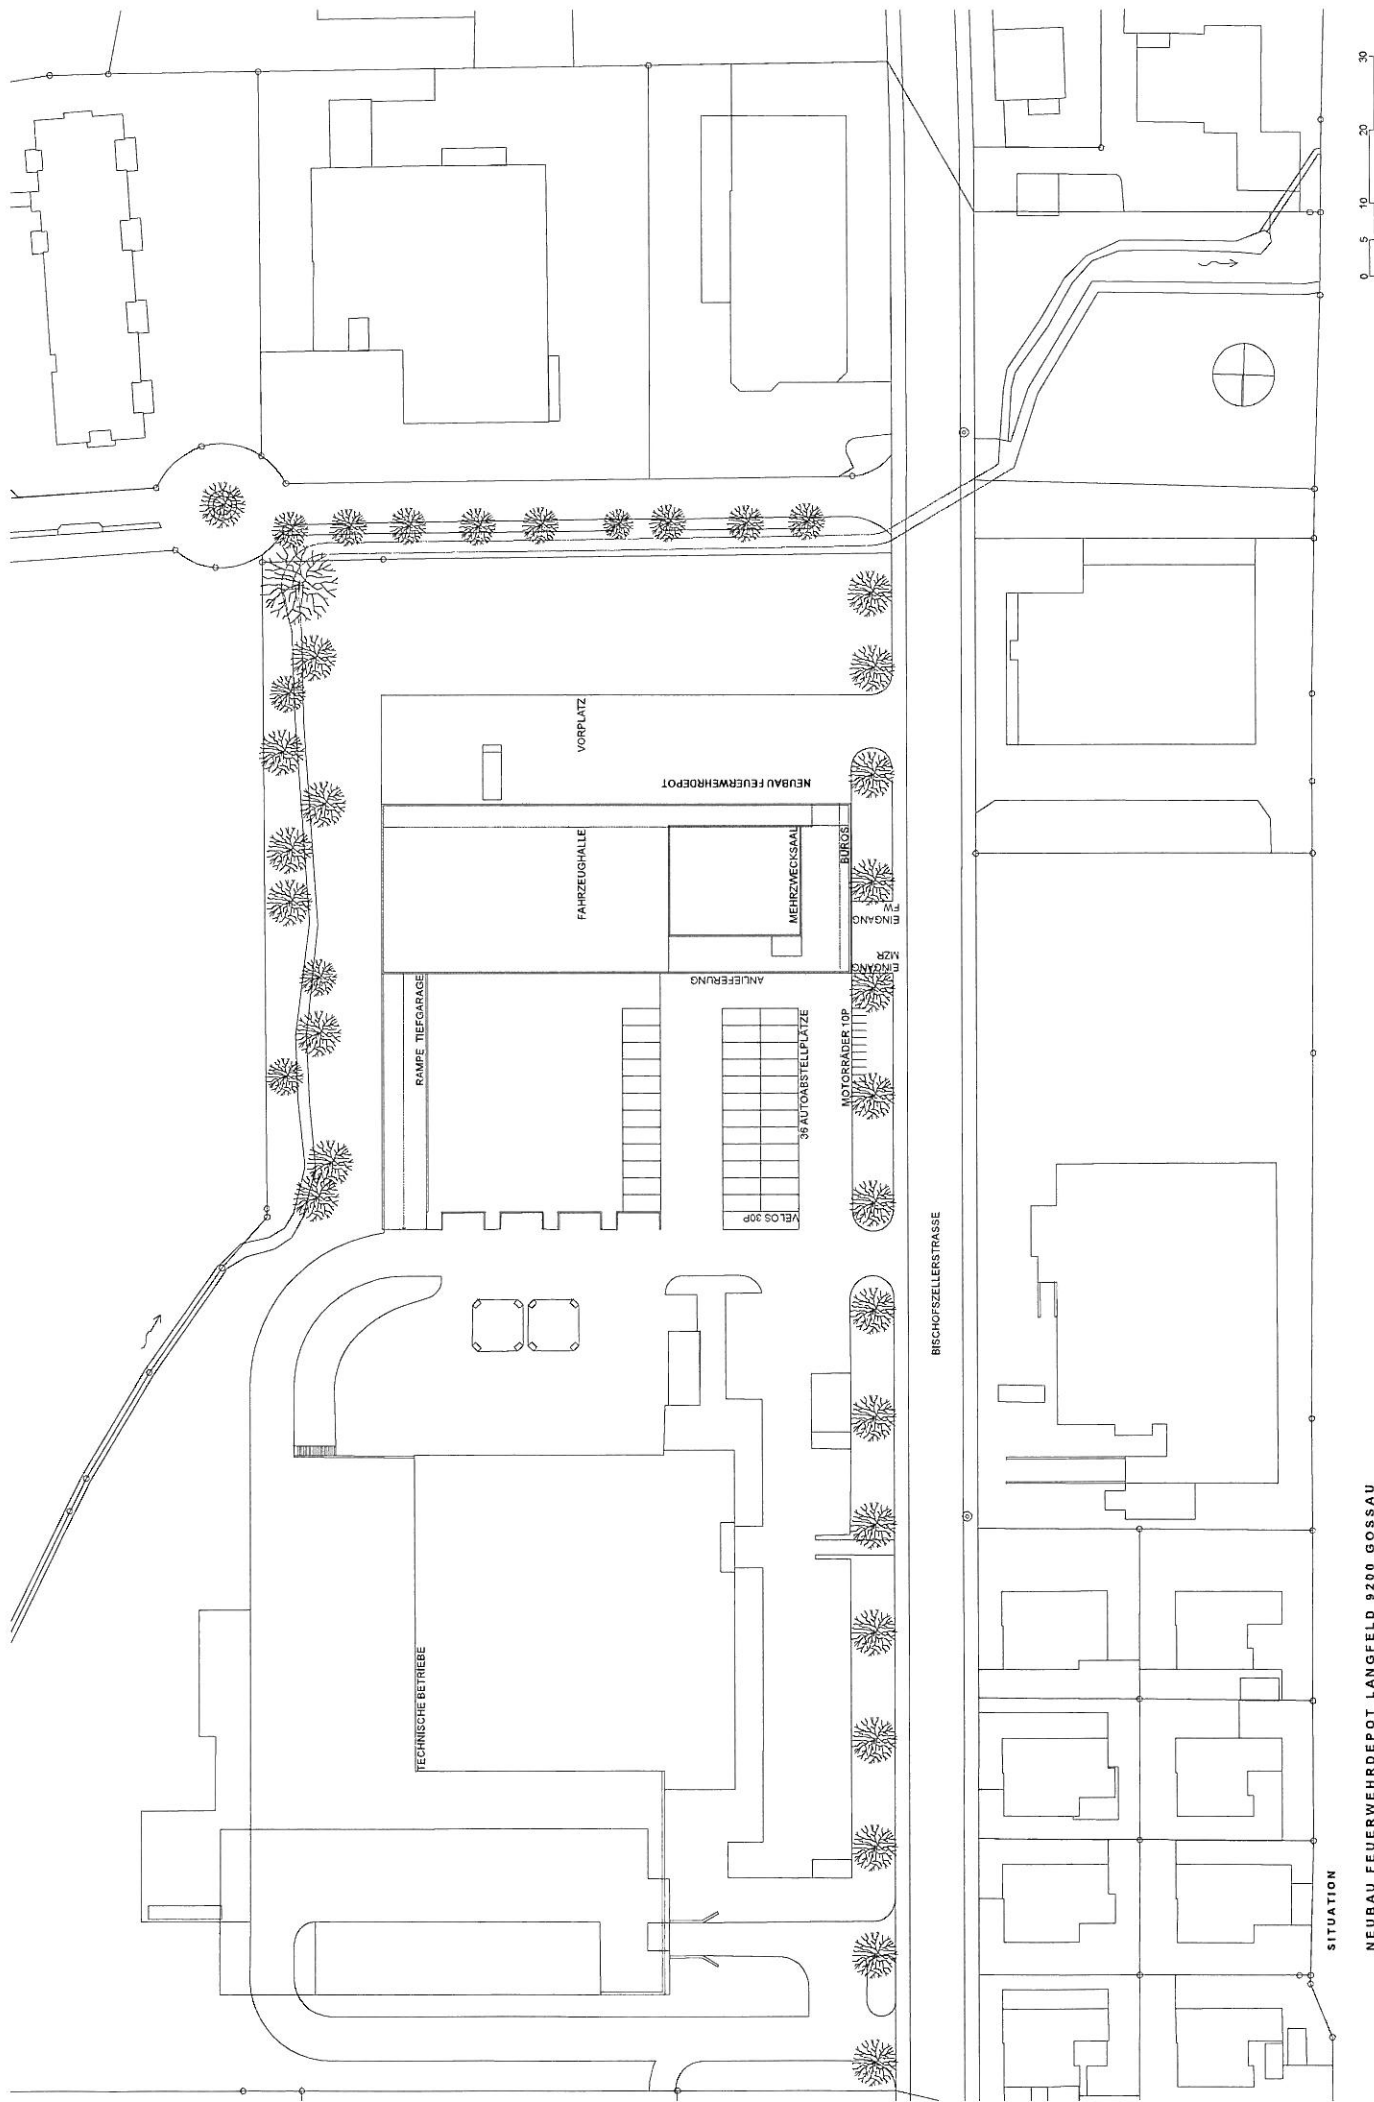 VORPLATZ
NEUBAU FEUERWEHRDEPOT
FAHRZEUGHALLE
MEHRZWECKSAAL
BÜROS
EINGANG
FW
EINGANG
MZR
ANLIEFERUNG
RAMPE TIEFGARAGE
36 AUTOABSTELLPLÄTZE
MOTORRÄDER 10P
VELOS 30P
BISCHOFSZELLERSTRASSE
TECHNISCHE BETRIEBE
0 5 10 20 30
SITUATION
NEUBAU FEUERWEHRDEPOT LANGFELD 9200 GOSSAU